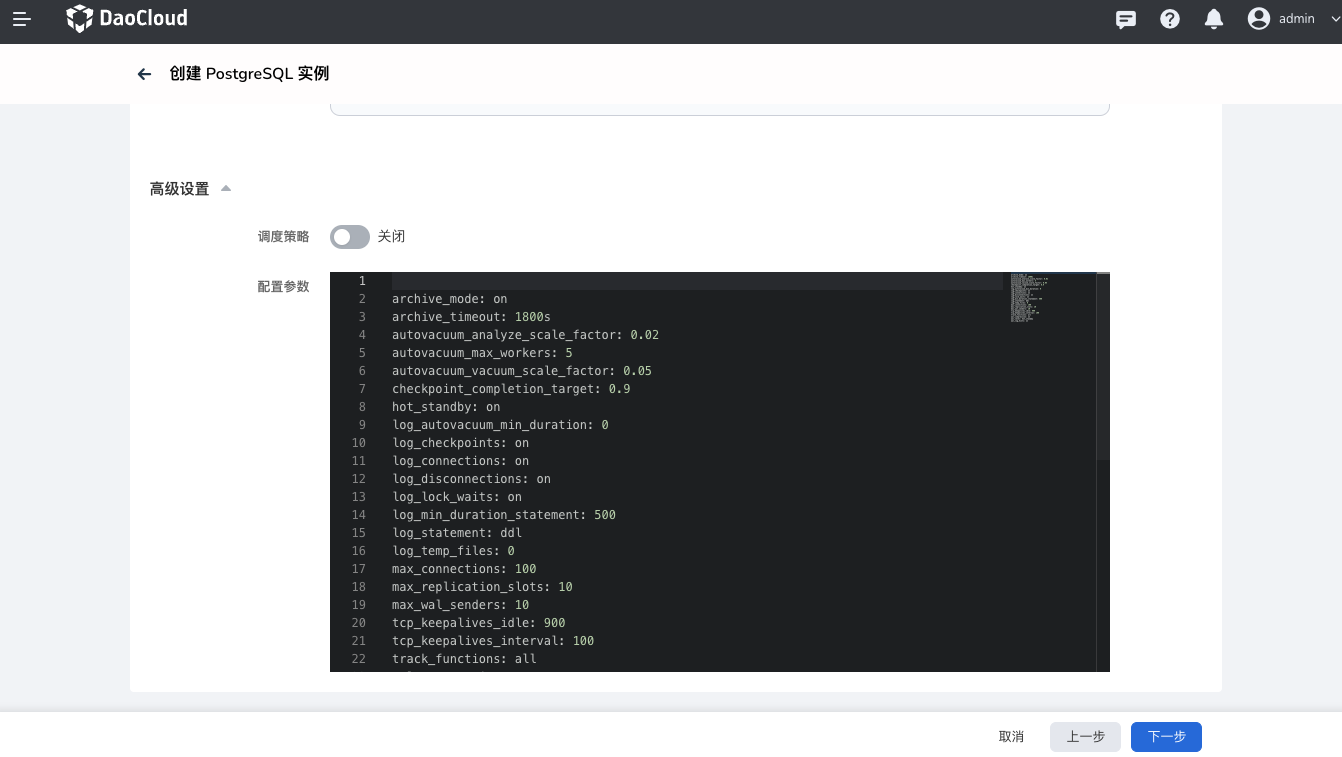 DaoCloud
admin
创建 PostgreSQL 实例
高级设置
调度策略
关闭
配置参数
1
2 archive_mode: on
3 archive_timeout: 1800s
4 autovacuum_analyze_scale_factor: 0.02
5 autovacuum_max_workers: 5
6 autovacuum_vacuum_scale_factor: 0.05
7 checkpoint_completion_target: 0.9
8 hot_standby: on
9 log_autovacuum_min_duration: 0
10 log_checkpoints: on
11 log_connections: on
12 log_disconnections: on
13 log_lock_waits: on
14 log_min_duration_statement: 500
15 log_statement: ddl
16 log_temp_files: 0
17 max_connections: 100
18 max_replication_slots: 10
19 max_wal_senders: 10
20 tcp_keepalives_idle: 900
21 tcp_keepalives_interval: 100
22 track_functions: all
取消
上一步
下一步